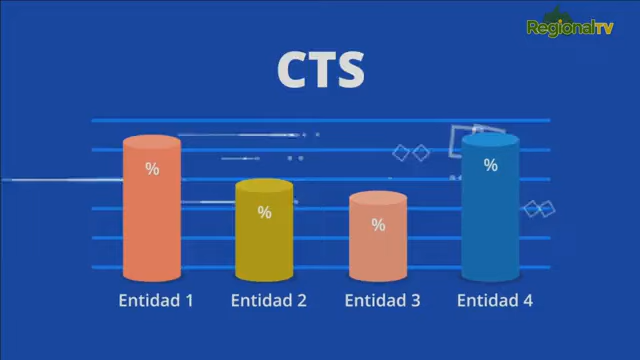 RegionalTV
CTS
%
%
%
%
Entidad 1
Entidad 2
Entidad 3
Entidad 4